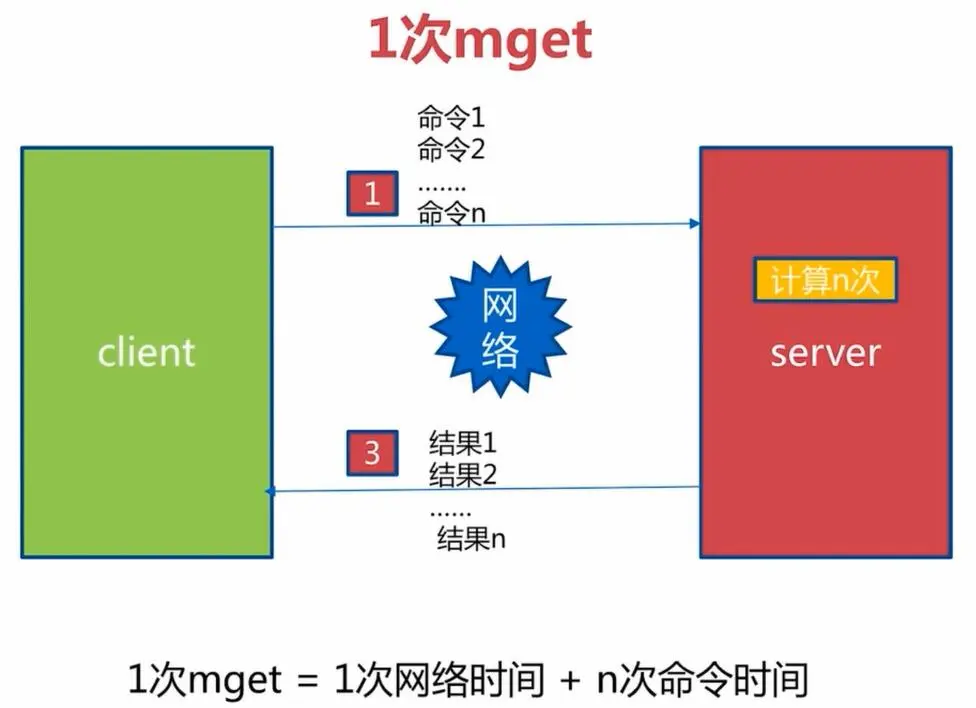 1次mget
命令1
命令2
.......
命令n
1
计算n次
网
络
client
server
3
结果1
结果2
......
结果n
1次mget = 1次网络时间 + n次命令时间